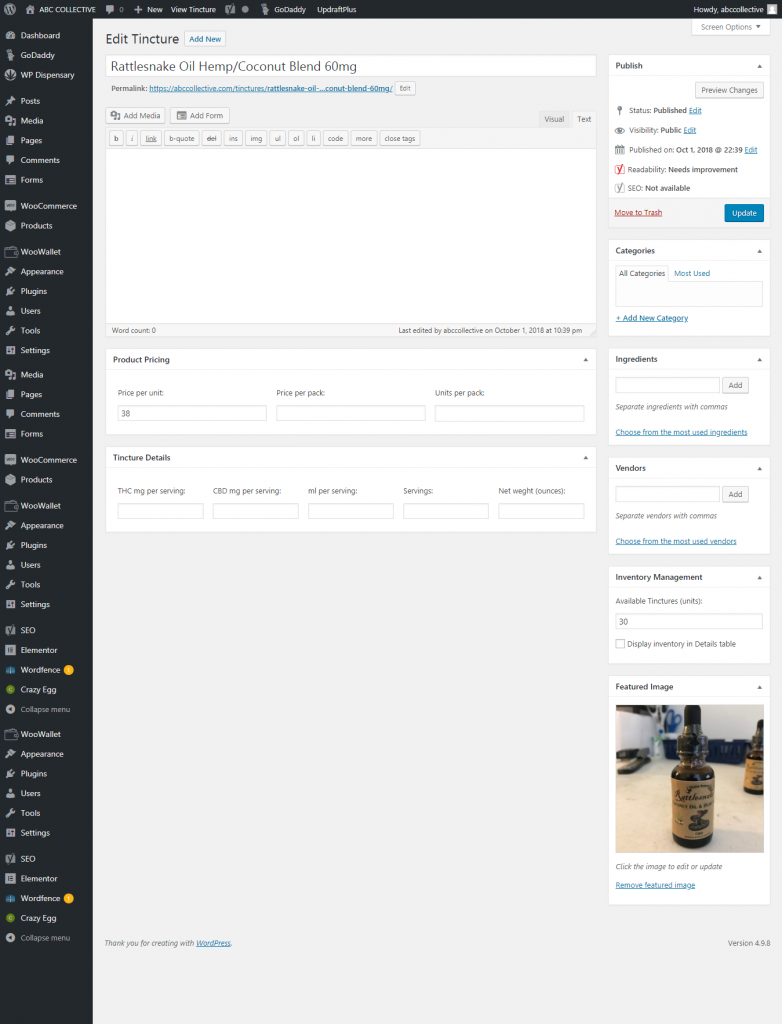 ABC COLLECTIVE 0 + New View Tincture GoDaddy UpdraftPlus Howdy, abccollective
Screen Options
Dashboard
GoDaddy
WP Dispensary
Posts
Media
Pages
Comments
Forms
WooCommerce
Products
WooWallet
Appearance
Plugins
Users
Tools
Settings
Media
Pages
Comments
Forms
WooCommerce
Products
WooWallet
Appearance
Plugins
Users
Tools
Settings
SEO
Elementor
Wordfence 1
Crazy Egg
Collapse menu
WooWallet
Appearance
Plugins
Users
Tools
Settings
SEO
Elementor
Wordfence 1
Crazy Egg
Collapse menu
Edit Tincture Add New
Rattlesnake Oil Hemp/Coconut Blend 60mg
Permalink: https://abccollective.com/tinctures/rattlesnake-oil-...conut-blend-60mg/ Edit
Add Media Add Form Visual Text
b i link b-quote del ins img ul ol li code more close tags
Word count: 0 Last edited by abccollective on October 1, 2018 at 10:39 pm
Product Pricing
Price per unit: Price per pack: Units per pack:
38
Tincture Details
THC mg per serving: CBD mg per serving: ml per serving: Servings: Net weght (ounces):
Publish
Preview Changes
Status: Published Edit
Visibility: Public Edit
Published on: Oct 1, 2018 @ 22:39 Edit
Readability: Needs improvement
SEO: Not available
Move to Trash Update
Categories
All Categories Most Used
+ Add New Category
Ingredients
Add
Separate ingredients with commas
Choose from the most used ingredients
Vendors
Add
Separate vendors with commas
Choose from the most used vendors
Inventory Management
Available Tinctures (units):
30
Display inventory in Details table
Featured Image
Rattlesnake
Click the image to edit or update
Remove featured image
Thank you for creating with WordPress. Version 4.9.8